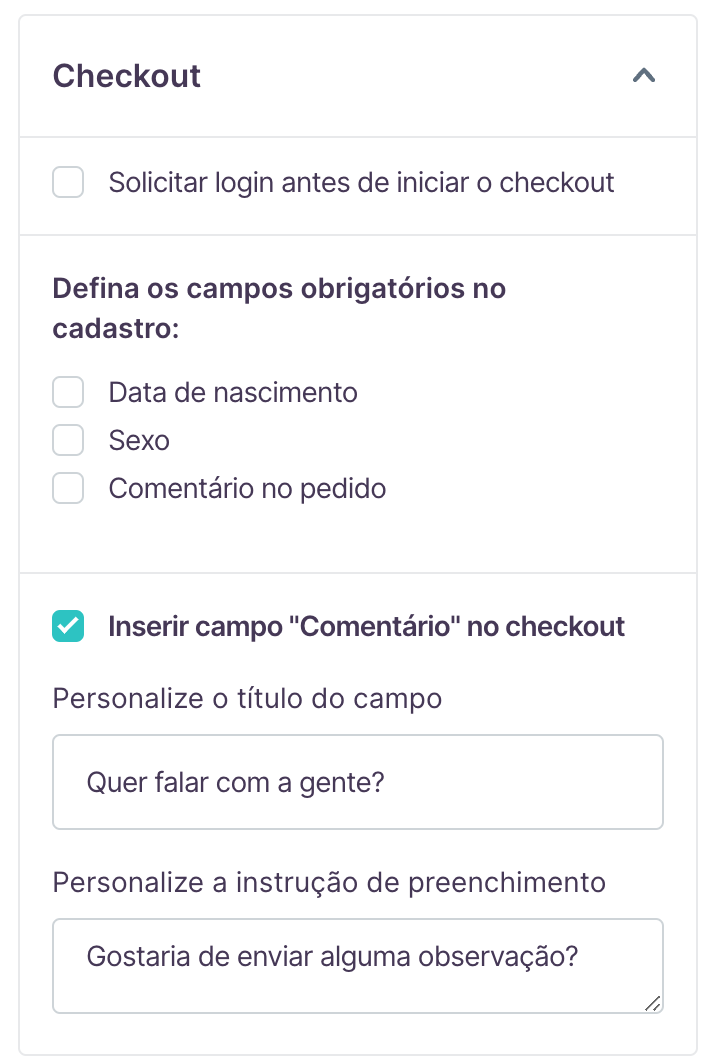 Checkout
Solicitar login antes de iniciar o checkout
Defina os campos obrigatórios no
cadastro:
Data de nascimento
Sexo
Comentário no pedido
Inserir campo "Comentário" no checkout
Personalize o título do campo
Quer falar com a gente?
Personalize a instrução de preenchimento
Gostaria de enviar alguma observação?